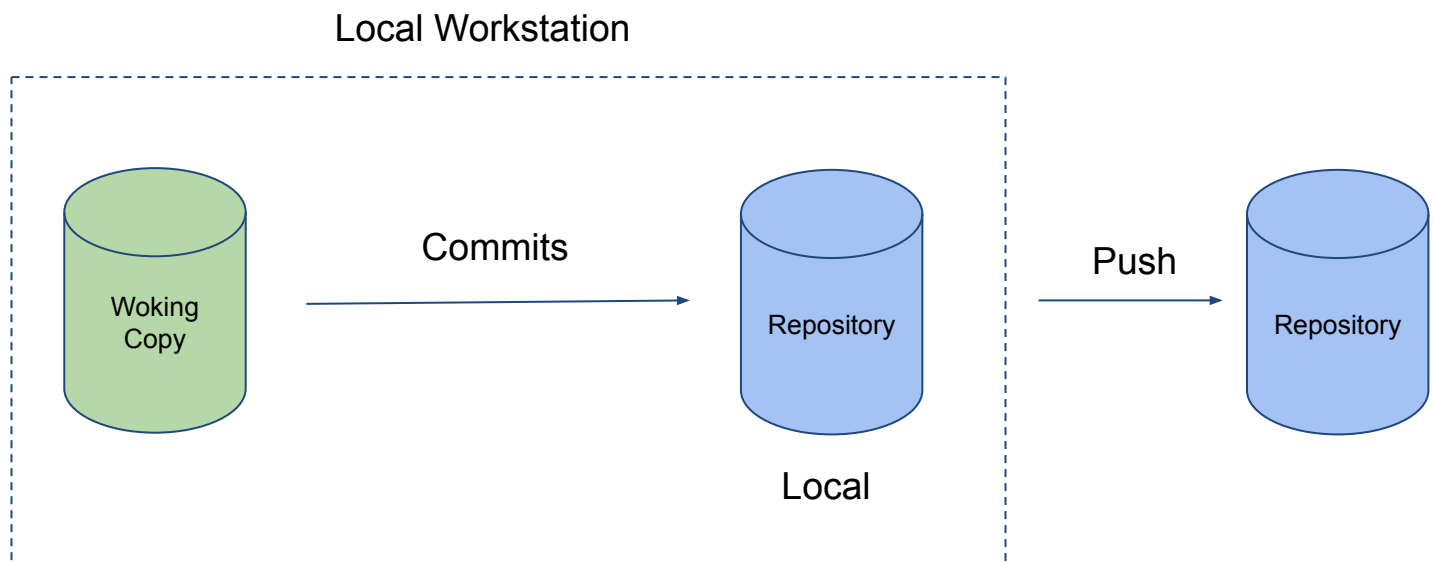 Local Workstation
Commits
Push
Woking
Copy
Repository
Repository
Local